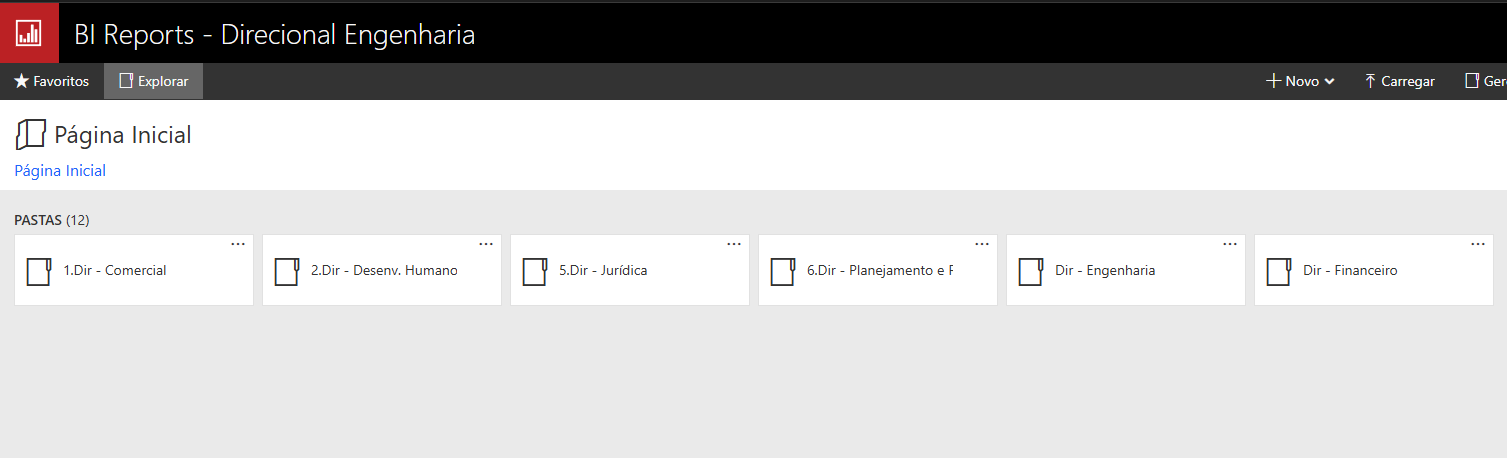 BI Reports - Direcional Engenharia
Favoritos Explorar Novo Carregar
Página Inicial
Página Inicial
PASTAS (12)
1.Dir - Comercial 2.Dir - Desenv. Humano 5.Dir - Jurídica 6.Dir - Planejamento e Dir - Engenharia Dir - Financeiro